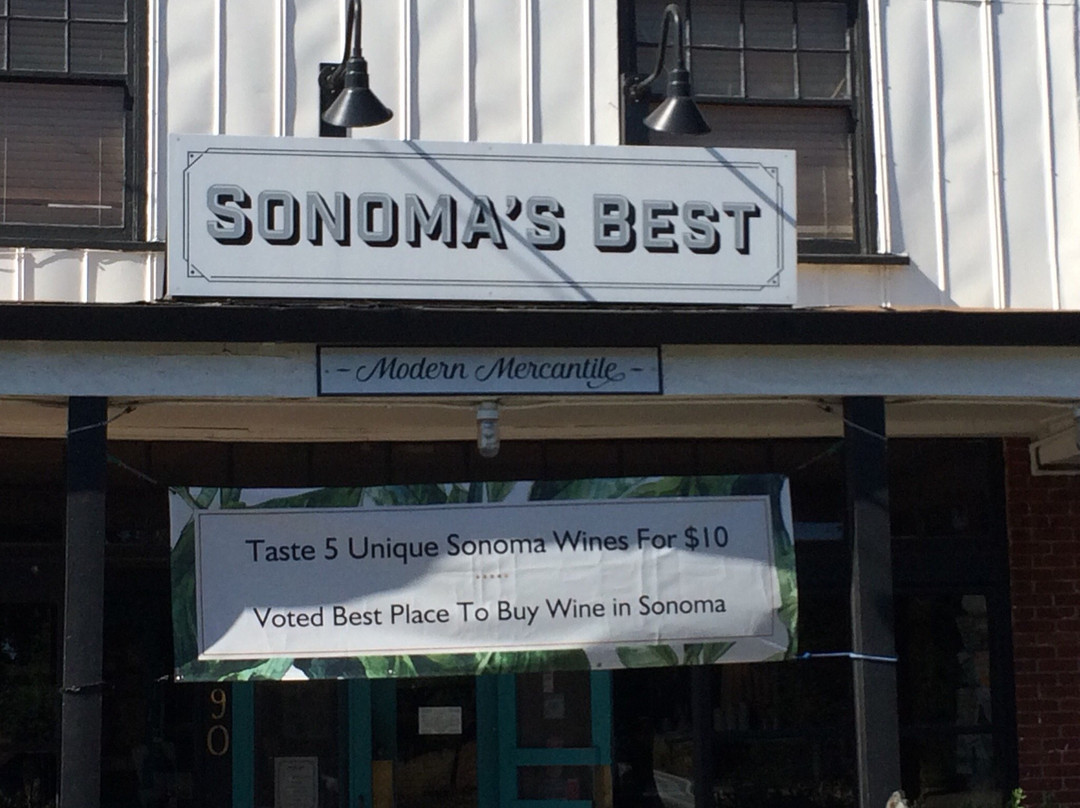 SONOMA'S BEST
- Modern Mercantile -
Taste 5 Unique Sonoma Wines For $10
Voted Best Place To Buy Wine in Sonoma
90